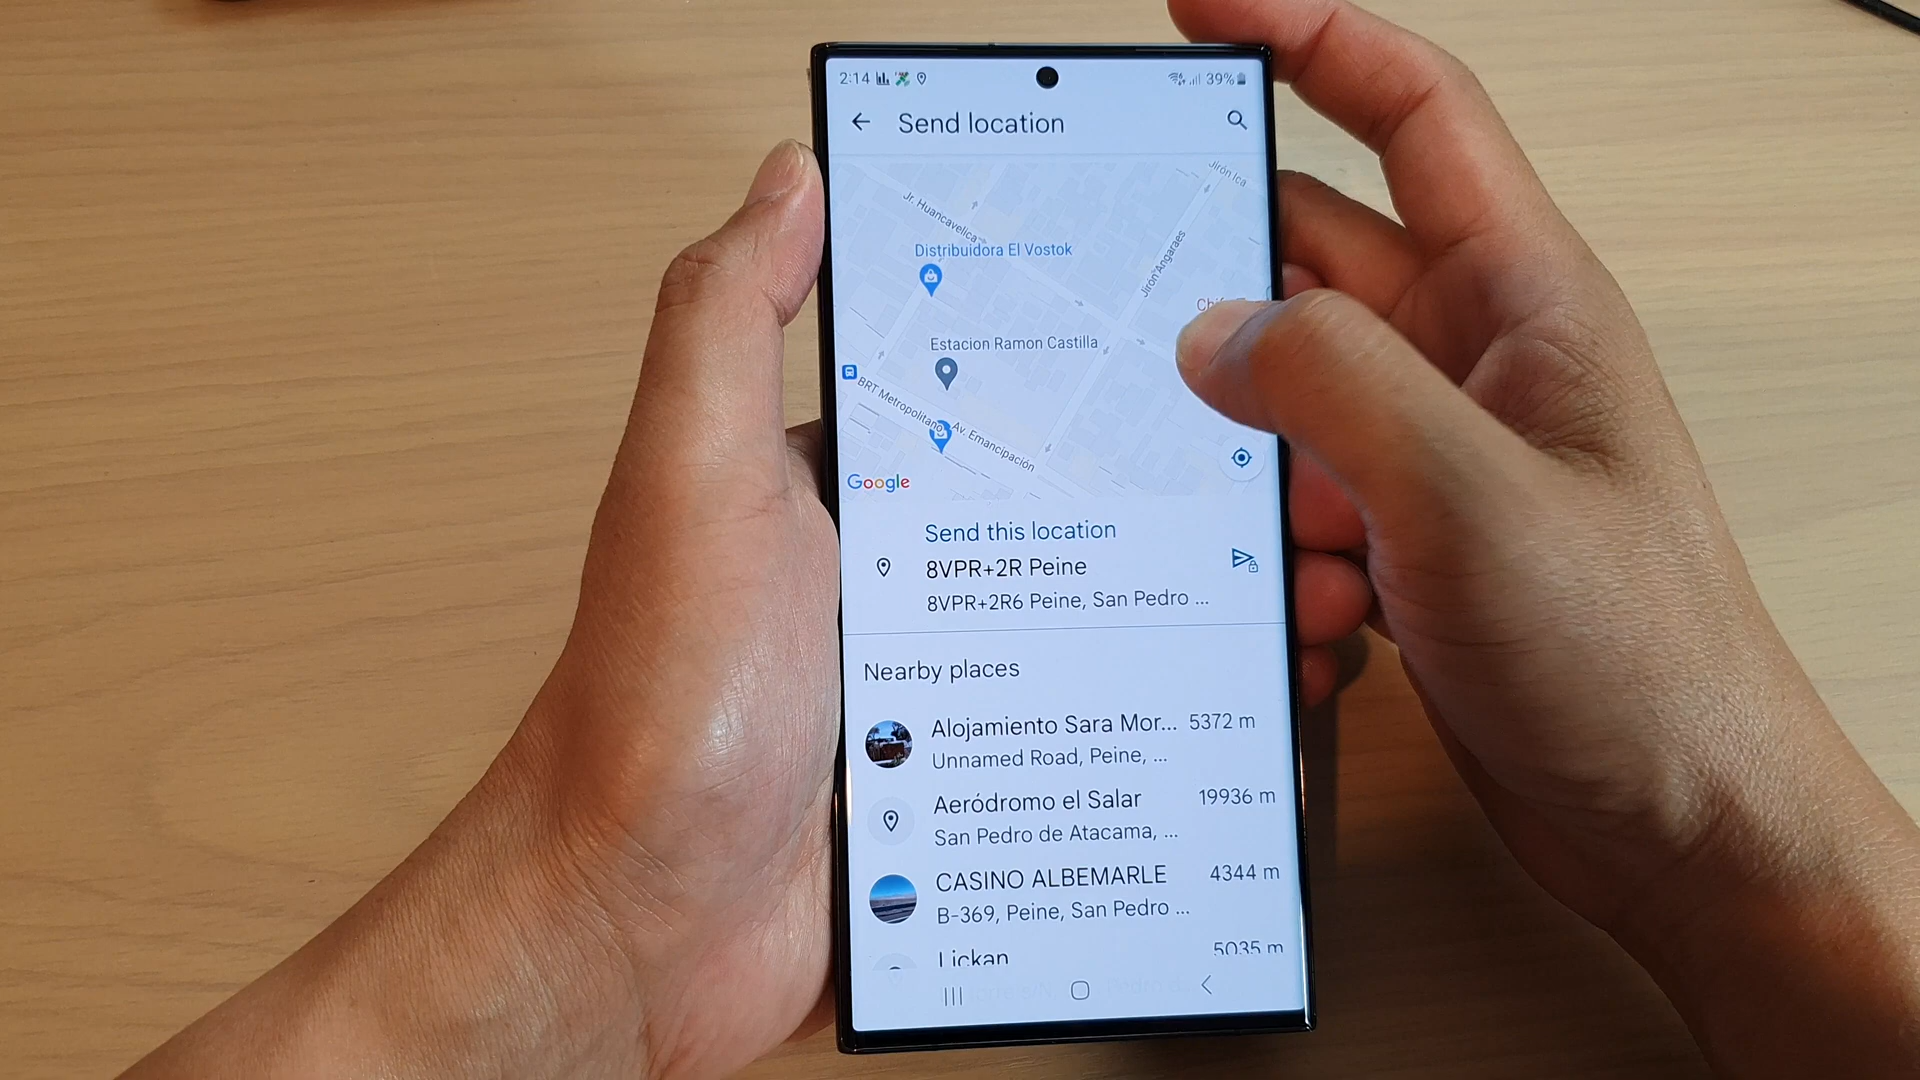 2:14
39%
Send location
Jirón Ica
Jr. Huancavelica
Distribuidora El Vostok
Jirón Angaraes
Estacion Ramon Castilla
BRT Metropolitano
Av. Emancipación
Google
Send this location
8VPR+2R Peine
8VPR+2R6 Peine, San Pedro ...
Nearby places
Alojamiento Sara Mor... 5372 m
Unnamed Road, Peine, ...
Aeródromo el Salar 19936 m
San Pedro de Atacama, ...
CASINO ALBEMARLE 4344 m
B-369, Peine, San Pedro ...
Lickan 5035 m